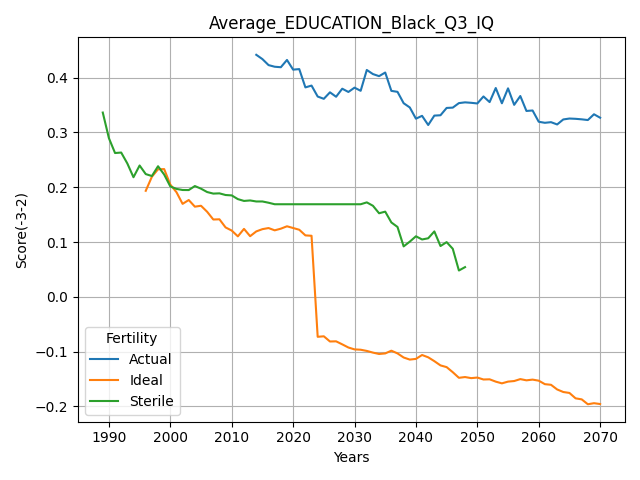 Average_EDUCATION_Black_Q3_IQ
Score(-3-2)
0.4
0.3
0.2
0.1
0.0
−0.1
−0.2
Fertility
Actual
Ideal
Sterile
1990 2000 2010 2020 2030 2040 2050 2060 2070
Years